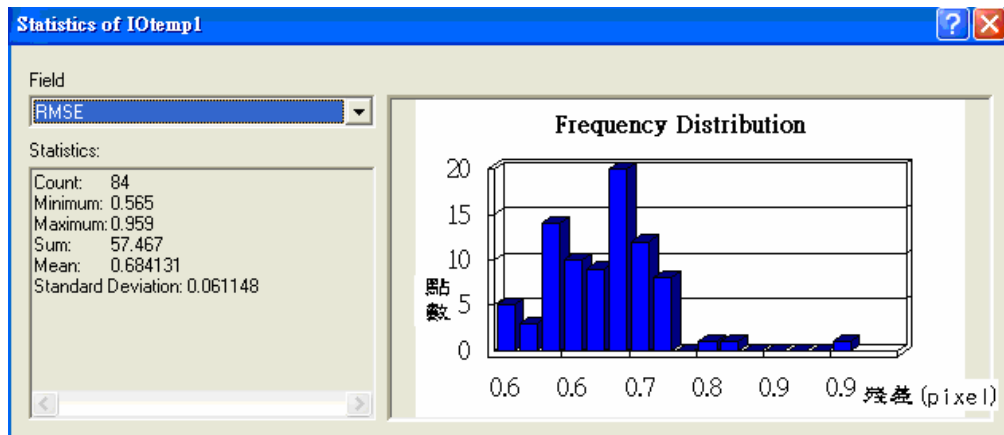 Statistics of IOtemp1
Field
RMSE
Statistics:
Count: 84
Minimum: 0.565
Maximum: 0.959
Sum: 57.467
Mean: 0.684131
Standard Deviation: 0.061148
Frequency Distribution
20
15
10
5
0
點數
0.6 0.6 0.7 0.8 0.9 0.9
殘差(pixel)